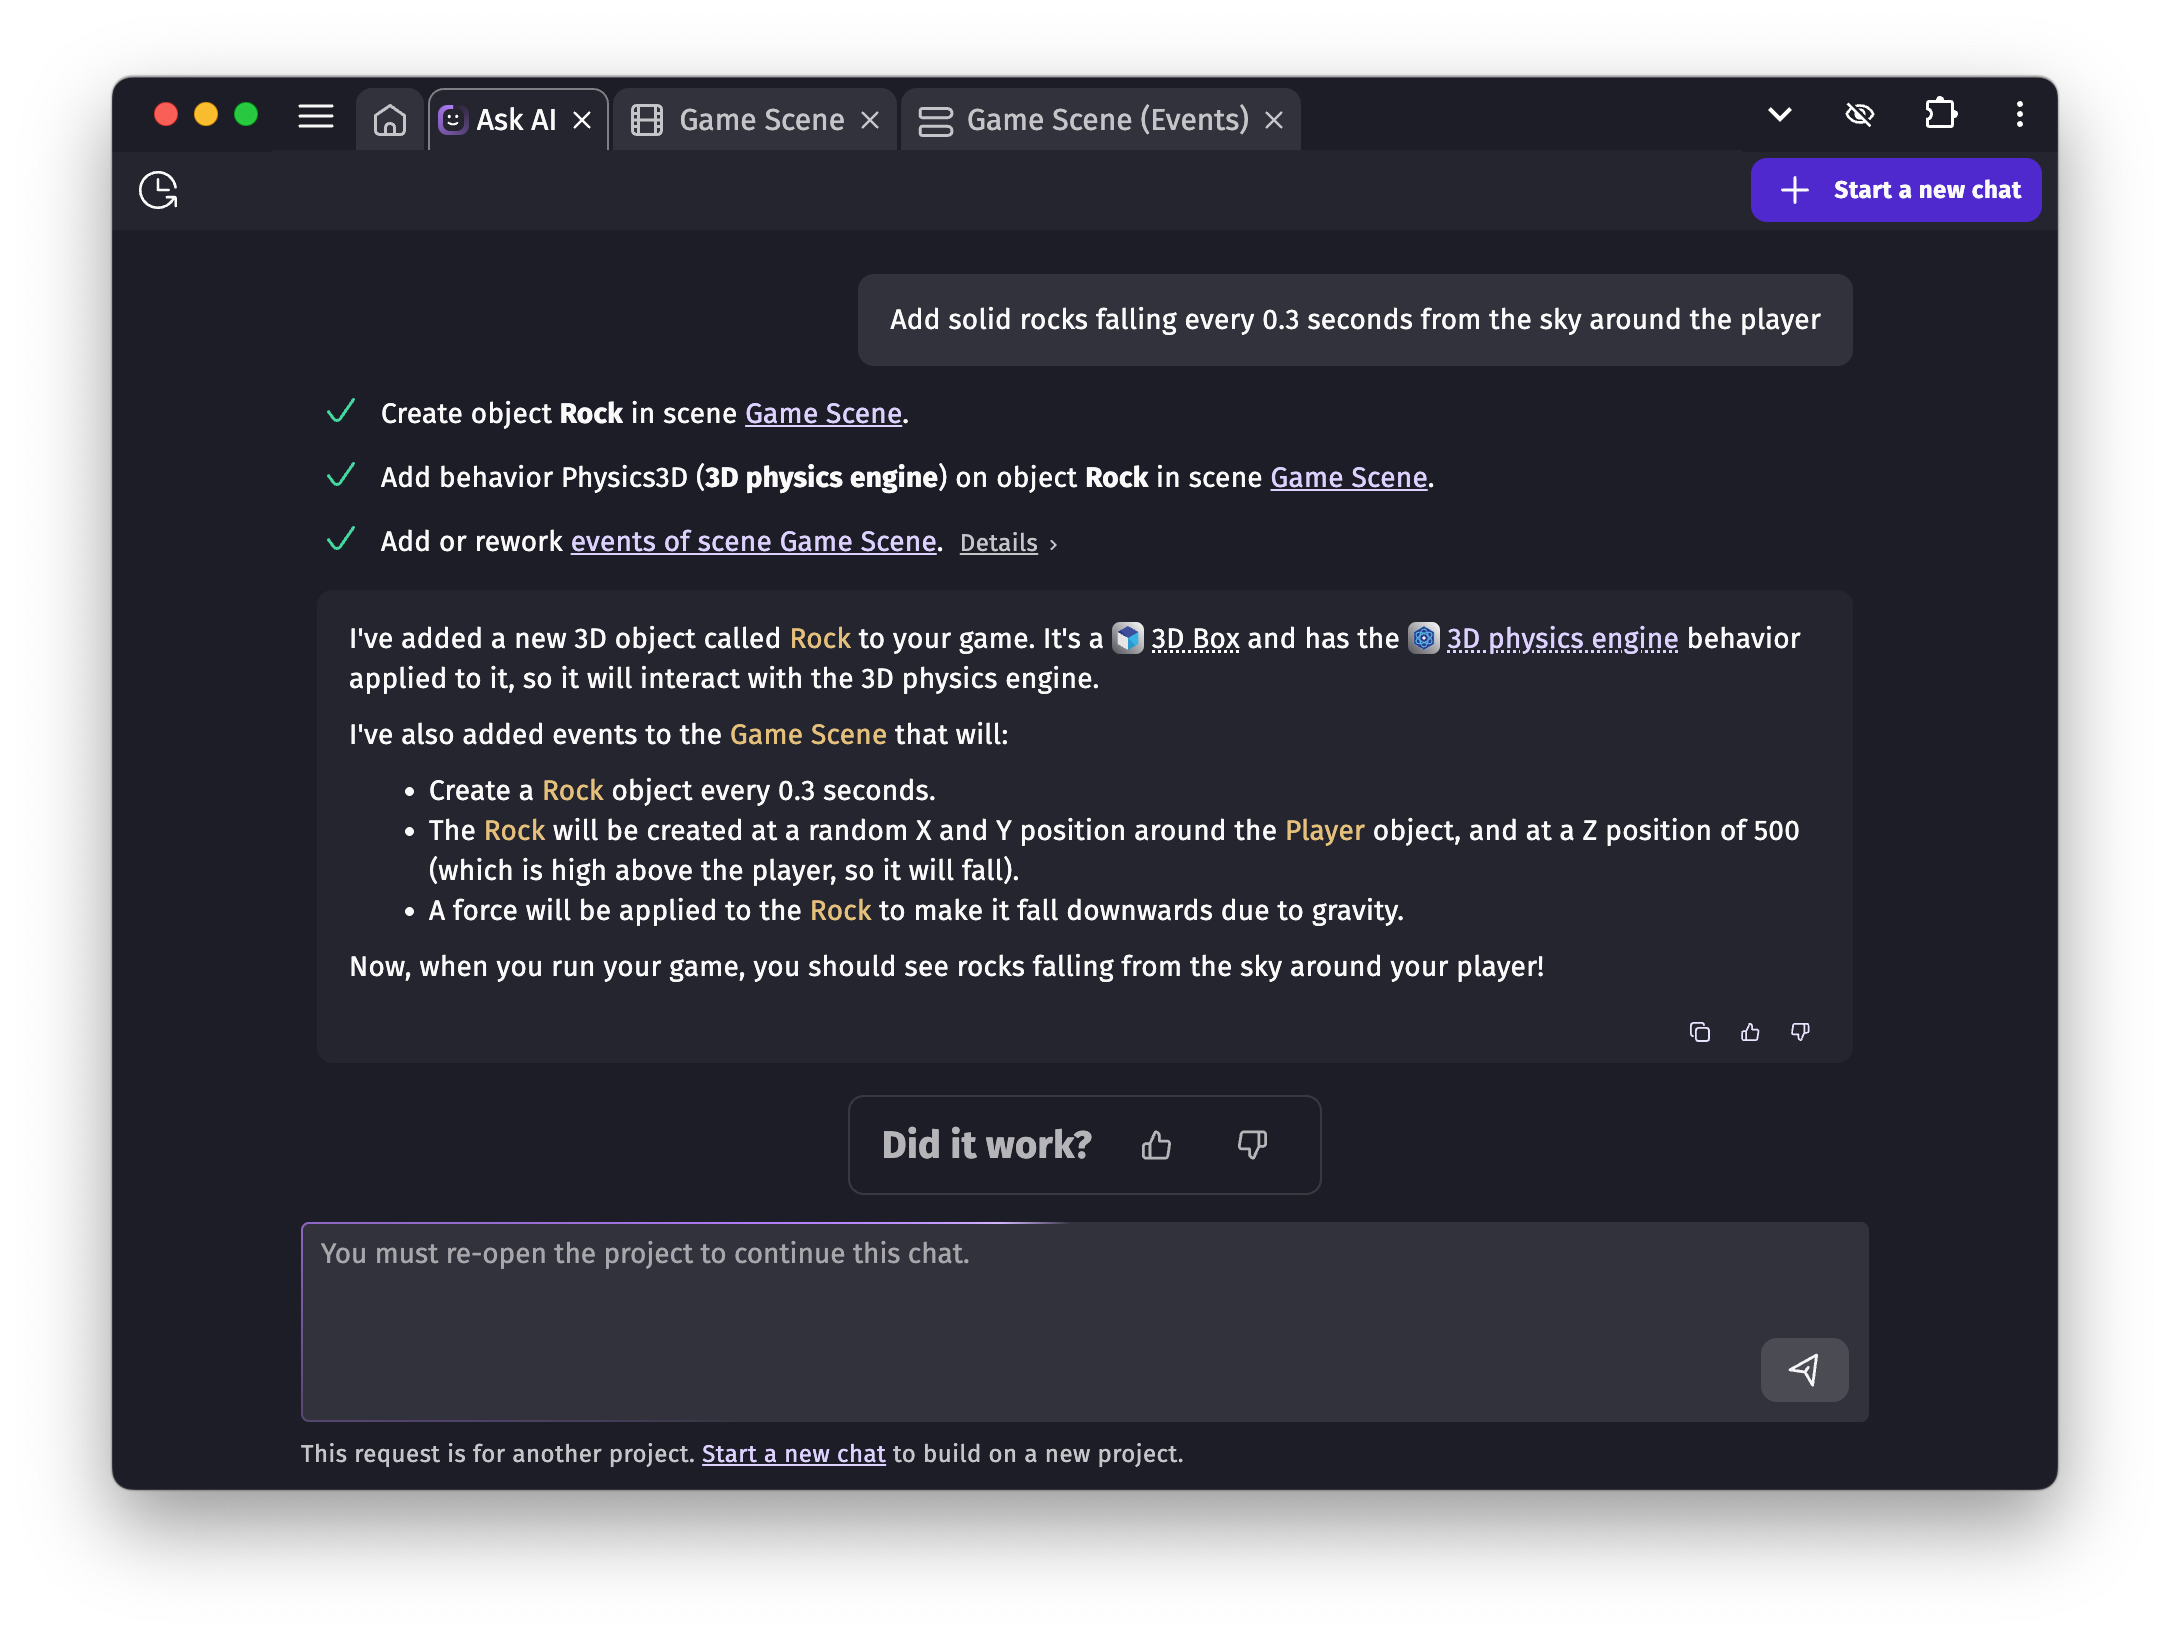 Ask AI
Game Scene
Game Scene (Events)
Start a new chat
Add solid rocks falling every 0.3 seconds from the sky around the player
Create object Rock in scene Game Scene.
Add behavior Physics3D (3D physics engine) on object Rock in scene Game Scene.
Add or rework events of scene Game Scene. Details ›
I've added a new 3D object called Rock to your game. It's a 3D Box and has the 3D physics engine behavior
applied to it, so it will interact with the 3D physics engine.
I've also added events to the Game Scene that will:
• Create a Rock object every 0.3 seconds.
• The Rock will be created at a random X and Y position around the Player object, and at a Z position of 500
(which is high above the player, so it will fall).
• A force will be applied to the Rock to make it fall downwards due to gravity.
Now, when you run your game, you should see rocks falling from the sky around your player!
Did it work?
You must re-open the project to continue this chat.
This request is for another project. Start a new chat to build on a new project.